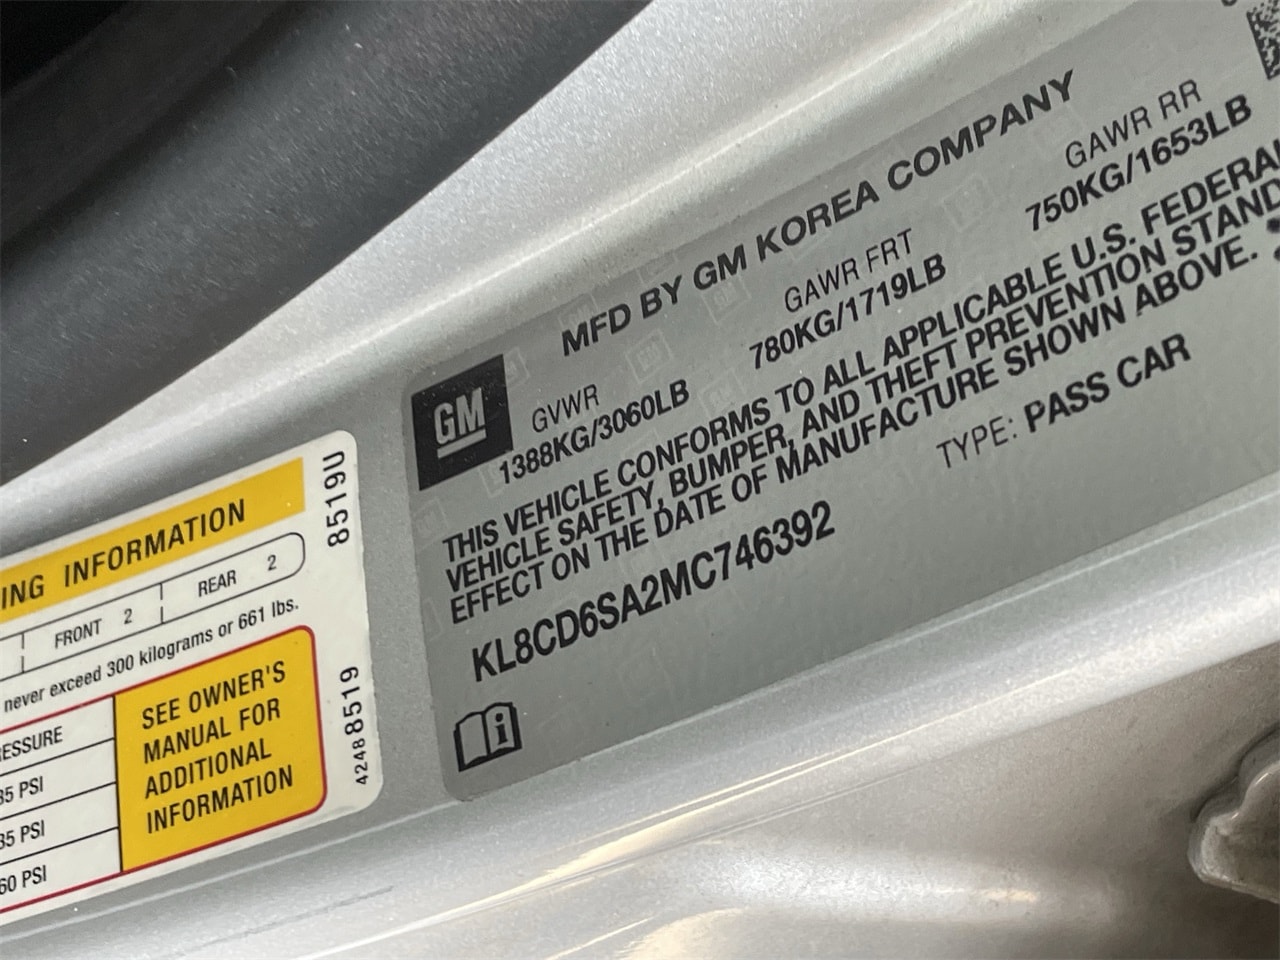 MFD BY GM KOREA COMPANY
GM
GVWR GAWR FRT GAWR RR
1388KG/3060LB 780KG/1719LB 750KG/1653LB
THIS VEHICLE CONFORMS TO ALL APPLICABLE U.S. FEDERAL
VEHICLE SAFETY, BUMPER, AND THEFT PREVENTION STAND
EFFECT ON THE DATE OF MANUFACTURE SHOWN ABOVE.
TYPE: PASS CAR
KL8CD6SA2MC746392
i
ING INFORMATION
8519U
FRONT 2 REAR 2
never exceed 300 kilograms or 661 lbs.
ESSURE
35 PSI
35 PSI
60 PSI
SEE OWNER'S
MANUAL FOR
ADDITIONAL
INFORMATION
42488519